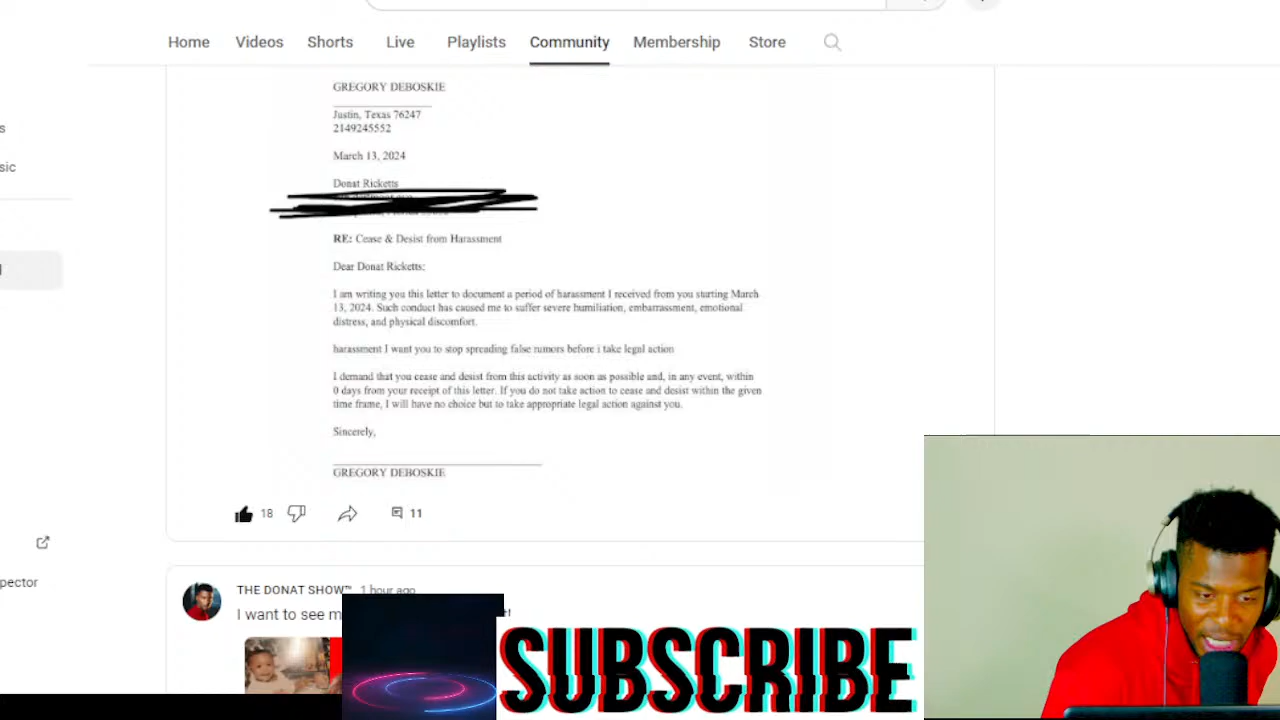 Home Videos Shorts Live Playlists Community Membership Store
GREGORY DEBOSKIE
Justin, Texas 76247
2149245552
March 13, 2024
Donat Ricketts
RE: Cease & Desist from Harassment
Dear Donat Ricketts:
I am writing you this letter to document a period of harassment I received from you starting March
13, 2024. Such conduct has caused me to suffer severe humiliation, embarrassment, emotional
distress, and physical discomfort.
harassment I want you to stop spreading false rumors before i take legal action
I demand that you cease and desist from this activity as soon as possible and, in any event, within
0 days from your receipt of this letter. If you do not take action to cease and desist within the given
time frame, I will have no choice but to take appropriate legal action against you.
Sincerely,
GREGORY DEBOSKIE
18 11
THE DONAT SHOW™ 1 hour ago
I want to see m
SUBSCRIBE
s
sic
pector